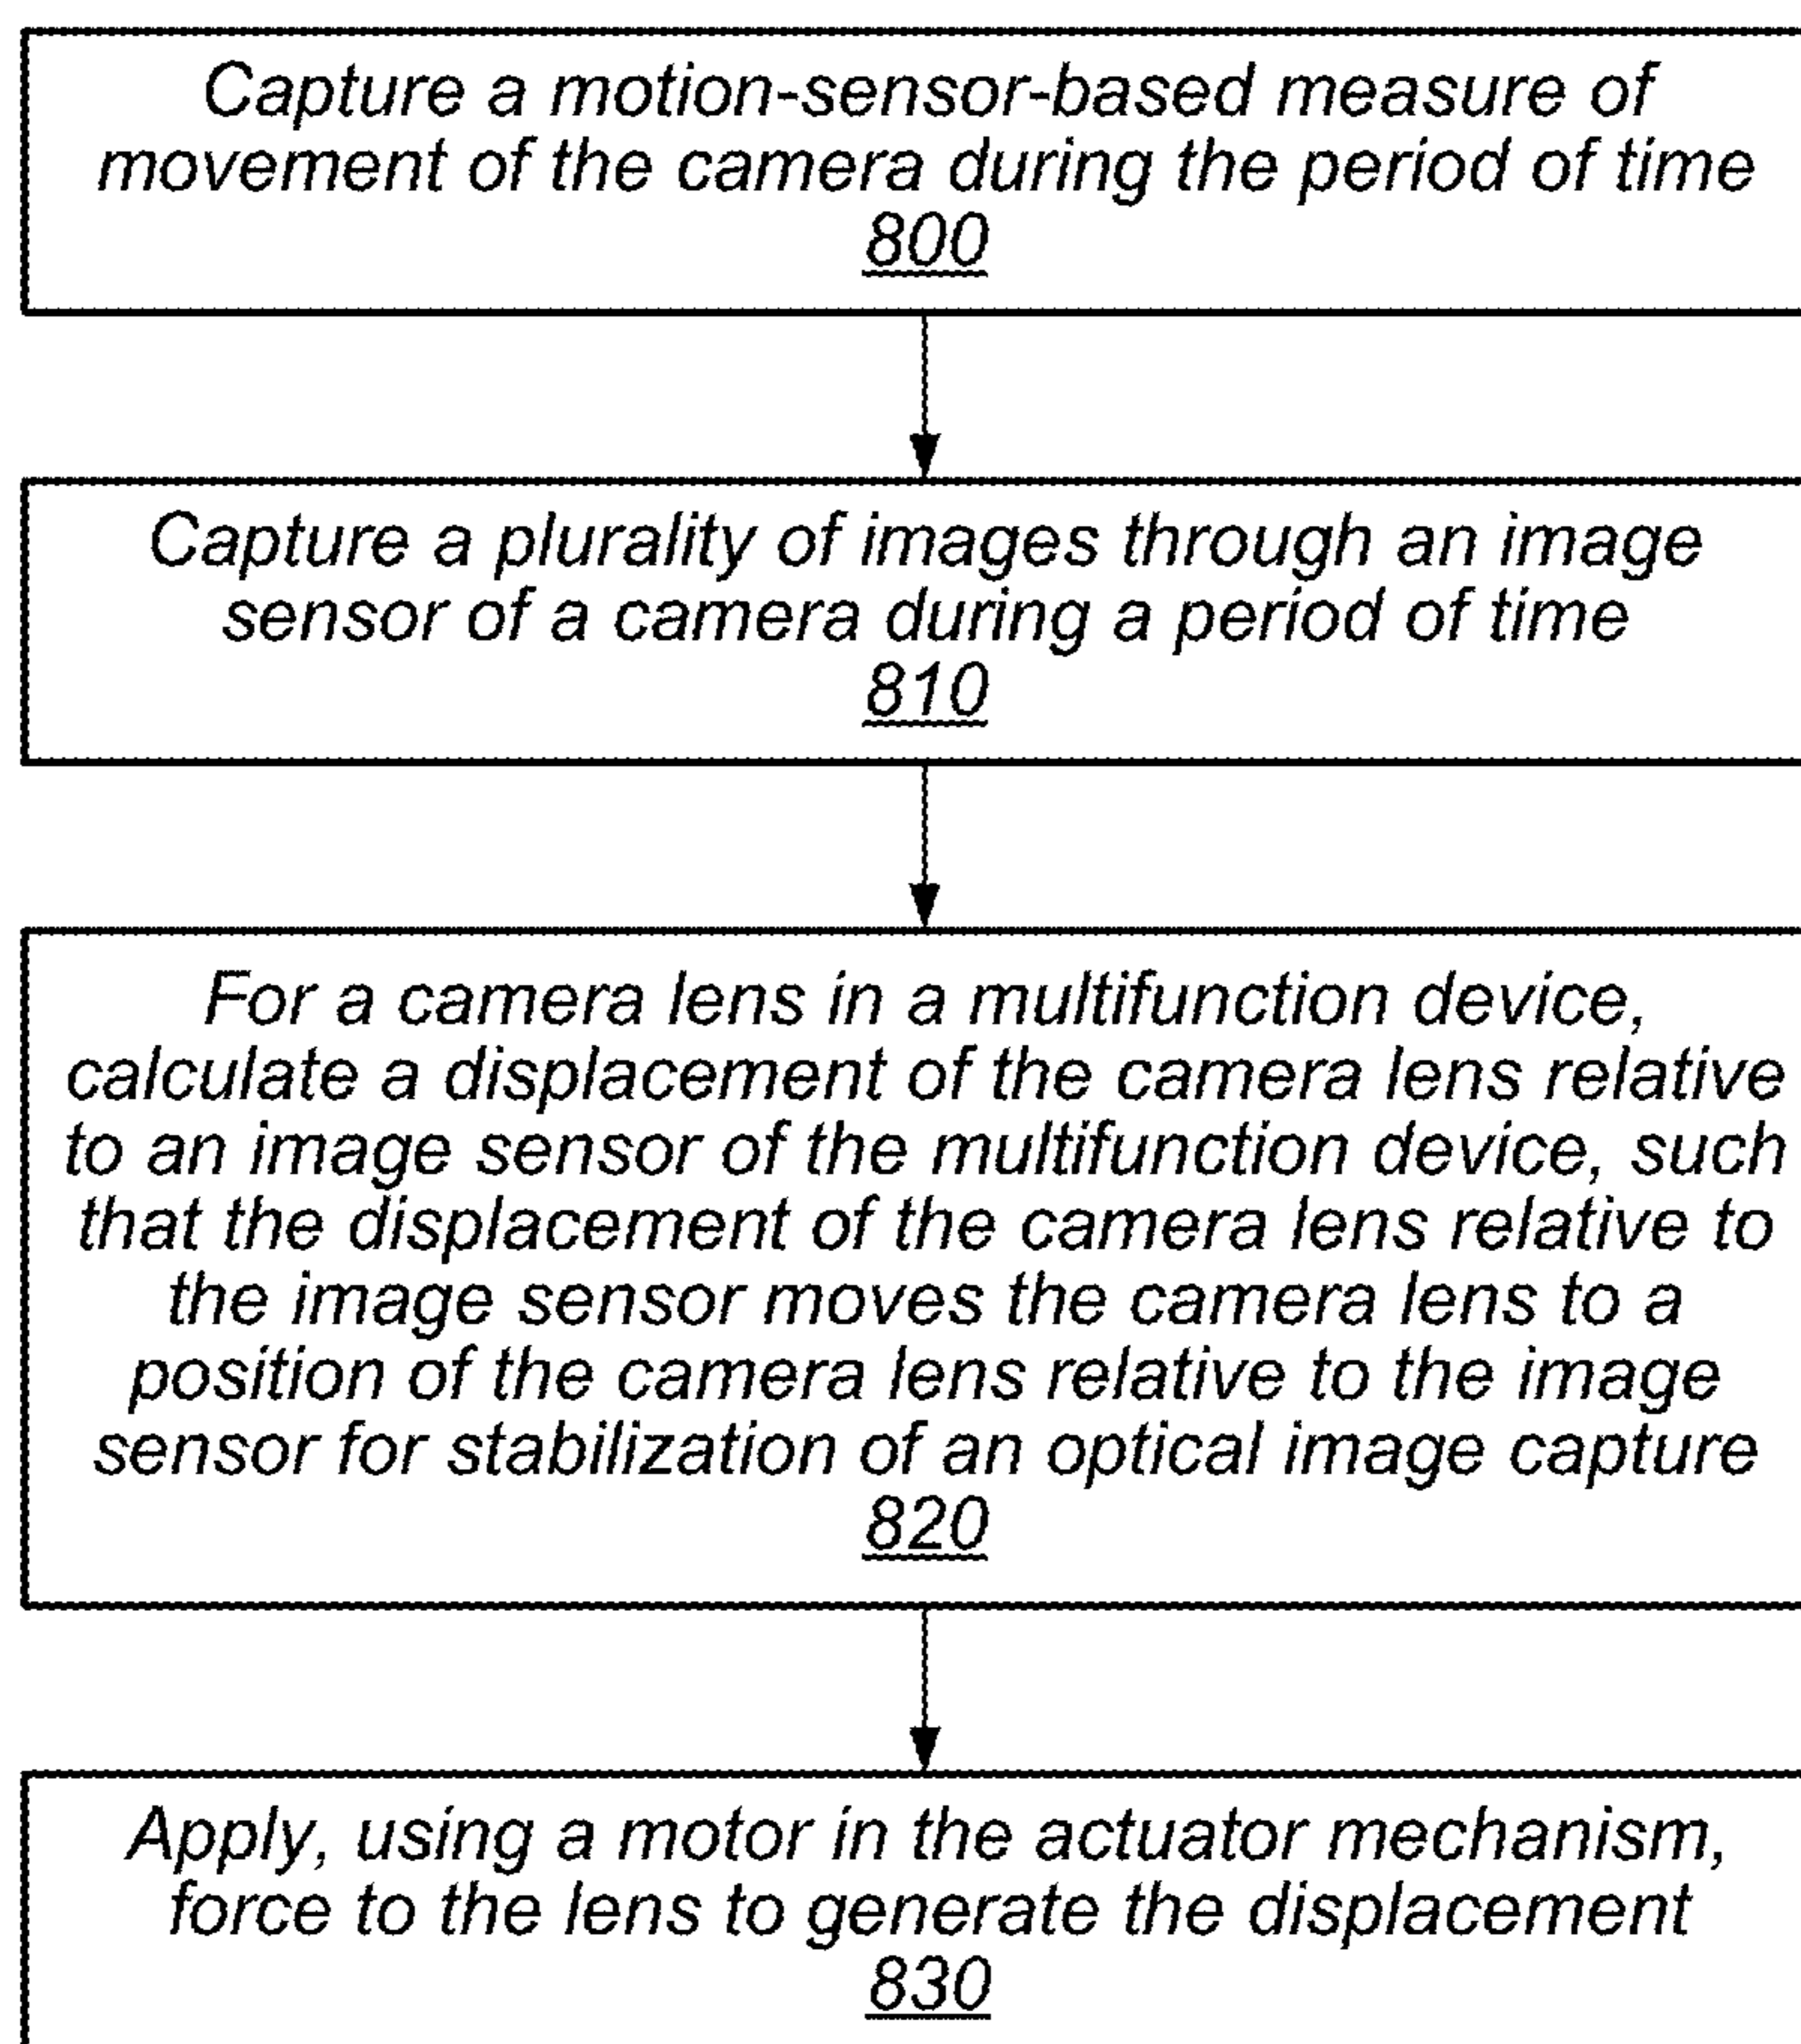 Capture a motion-sensor-based measure of
movement of the camera during the period of time
800
Capture a plurality of images through an image
sensor of a camera during a period of time
810
For a camera lens in a multifunction device,
calculate a displacement of the camera lens relative
to an image sensor of the multifunction device, such
that the displacement of the camera lens relative to
the image sensor moves the camera lens to a
position of the camera lens relative to the image
sensor for stabilization of an optical image capture
820
Apply, using a motor in the actuator mechanism,
force to the lens to generate the displacement
830